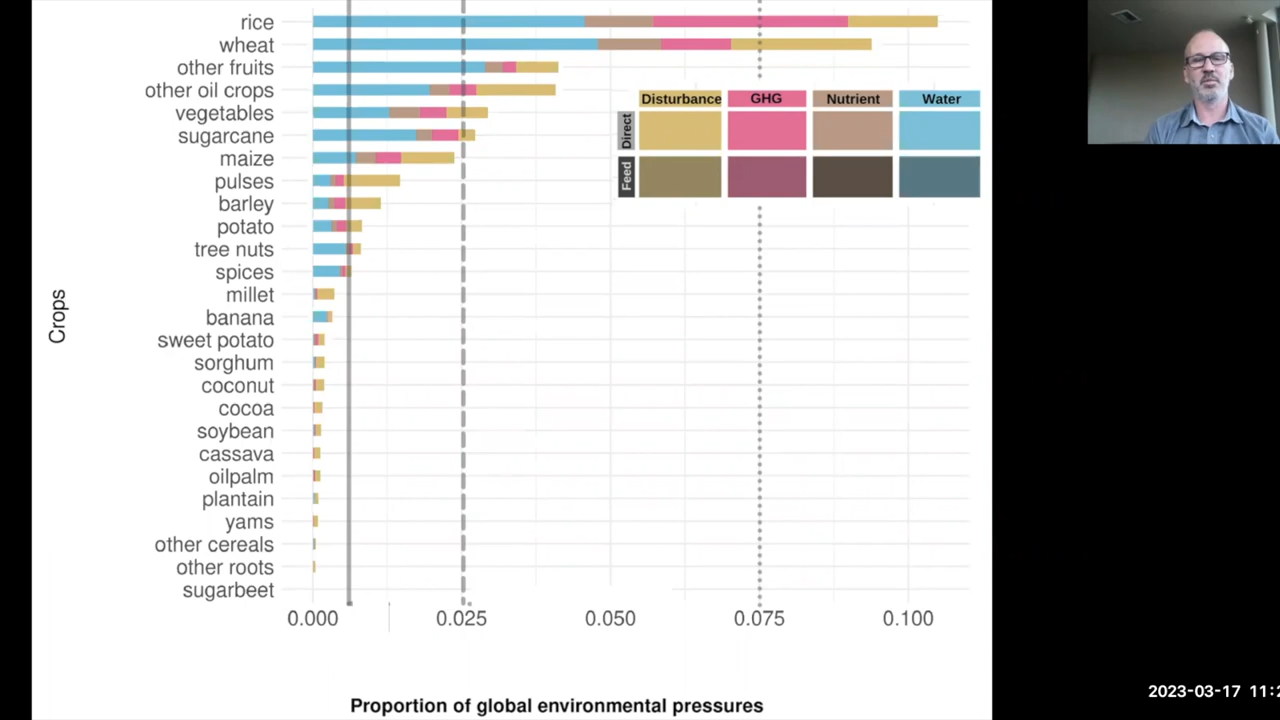 rice
wheat
other fruits
other oil crops
vegetables
sugarcane
maize
pulses
barley
potato
tree nuts
spices
millet
banana
sweet potato
sorghum
coconut
cocoa
soybean
cassava
oilpalm
plantain
yams
other cereals
other roots
sugarbeet
Crops
Disturbance GHG Nutrient Water
Direct
Feed
0.000 0.025 0.050 0.075 0.100
Proportion of global environmental pressures
2023-03-17 11:2